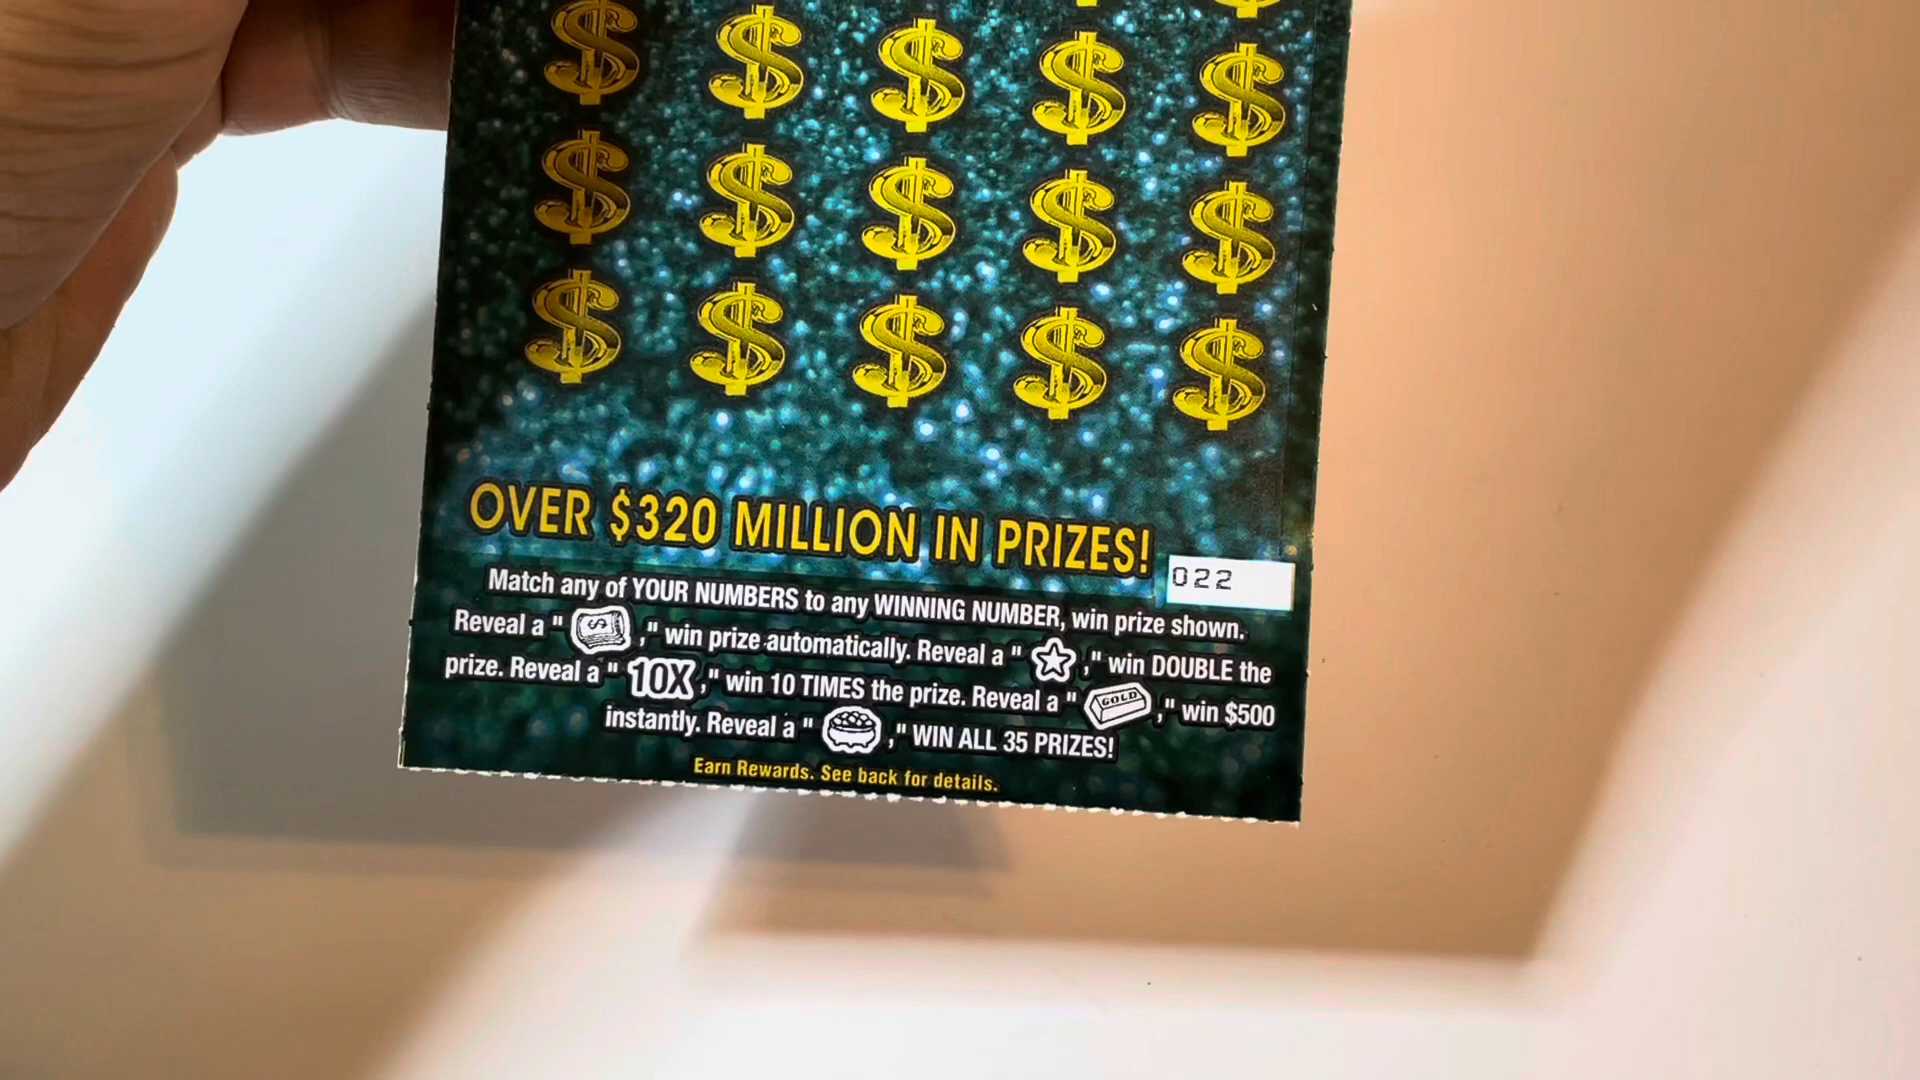 OVER $320 MILLION IN PRIZES!
022
Match any of YOUR NUMBERS to any WINNING NUMBER, win prize shown.
Reveal a " $ ," win prize automatically. Reveal a " ," win DOUBLE the
prize. Reveal a " 10X ," win 10 TIMES the prize. Reveal a " GOLD ," win $500
instantly. Reveal a " ," WIN ALL 35 PRIZES!
Earn Rewards. See back for details.